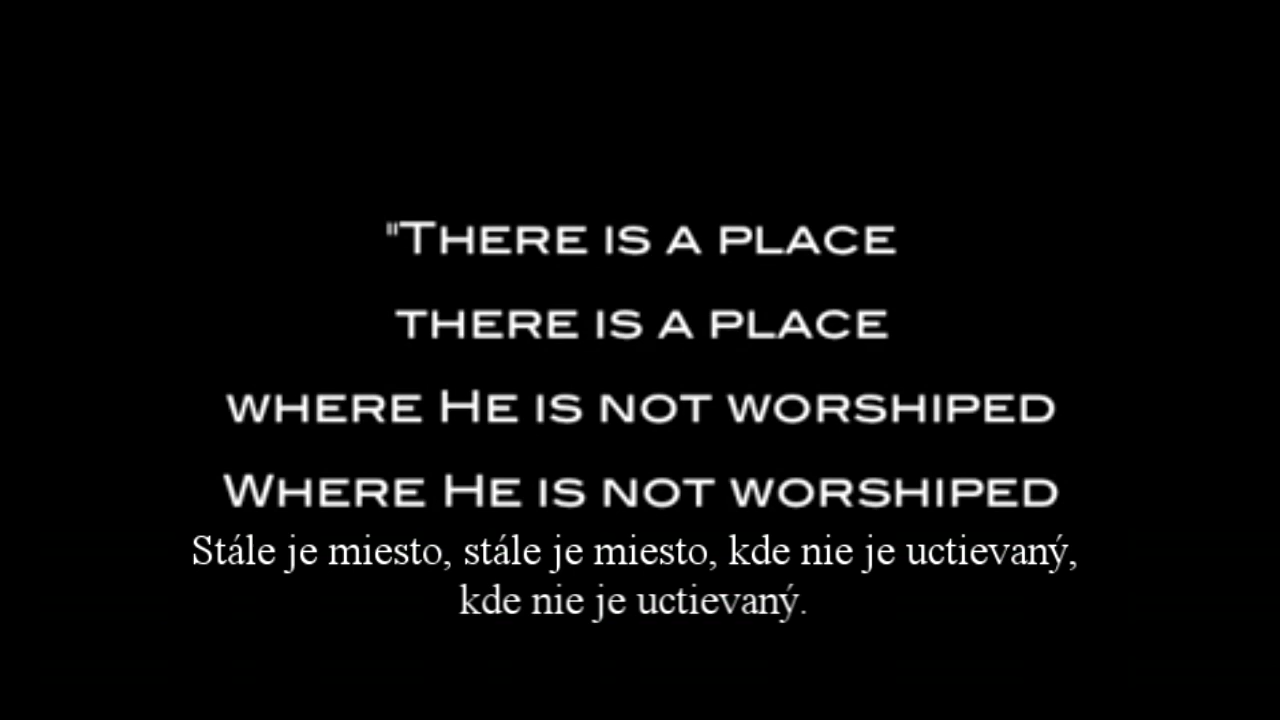 "There is a place
there is a place
where He is not worshiped
Where He is not worshiped
Stále je miesto, stále je miesto, kde nie je uctievaný,
kde nie je uctievaný.